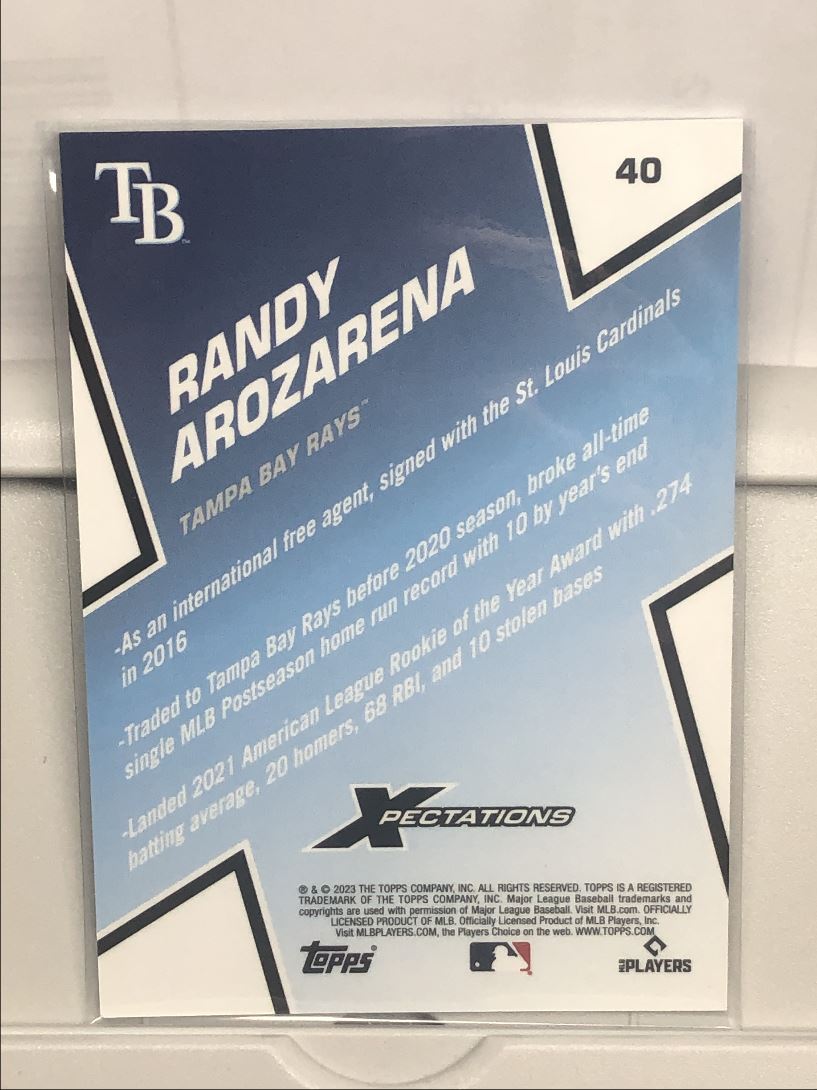 TB
40
RANDY
AROZARENA
TAMPA BAY RAYS™
-As an international free agent, signed with the St. Louis Cardinals
in 2016
-Traded to Tampa Bay Rays before 2020 season, broke all-time
single MLB Postseason home run record with 10 by year's end
-Landed 2021 American League Rookie of the Year Award with .274
batting average, 20 homers, 68 RBI, and 10 stolen bases
XPECTATIONS
® & © 2023 THE TOPPS COMPANY, INC. ALL RIGHTS RESERVED. TOPPS IS A REGISTERED
TRADEMARK OF THE TOPPS COMPANY, INC. Major League Baseball trademarks and
copyrights are used with permission of Major League Baseball. Visit MLB.com. OFFICIALLY
LICENSED PRODUCT OF MLB. Officially Licensed Product of MLB Players, Inc.
Visit MLBPLAYERS.COM, the Players Choice on the web. WWW.TOPPS.COM
Topps®
MLB PLAYERS